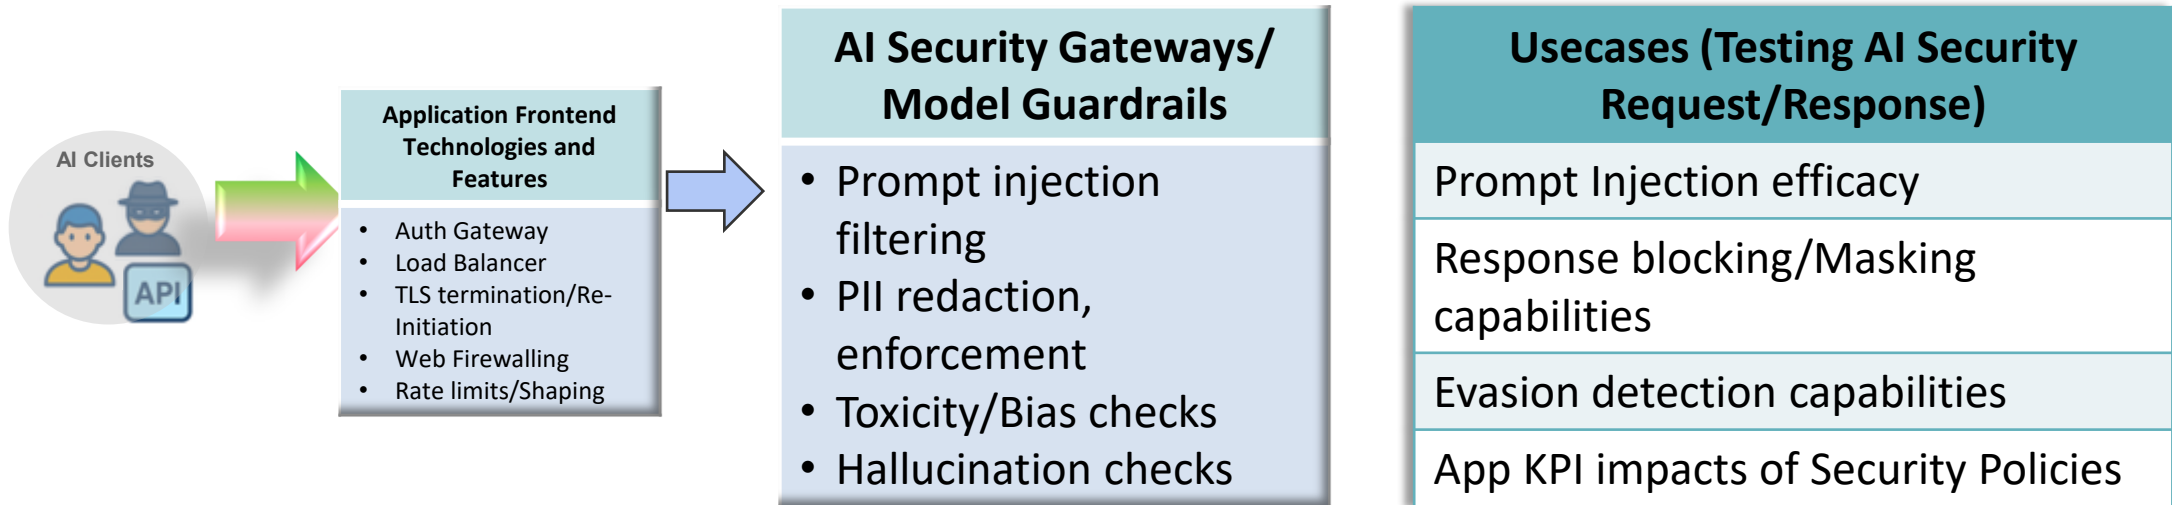 AI Clients
API
Application Frontend
Technologies and
Features
• Auth Gateway
• Load Balancer
• TLS termination/Re-
Initiation
• Web Firewalling
• Rate limits/Shaping
AI Security Gateways/
Model Guardrails
• Prompt injection
filtering
• PII redaction,
enforcement
• Toxicity/Bias checks
• Hallucination checks
Usecases (Testing AI Security
Request/Response)
Prompt Injection efficacy
Response blocking/Masking
capabilities
Evasion detection capabilities
App KPI impacts of Security Policies